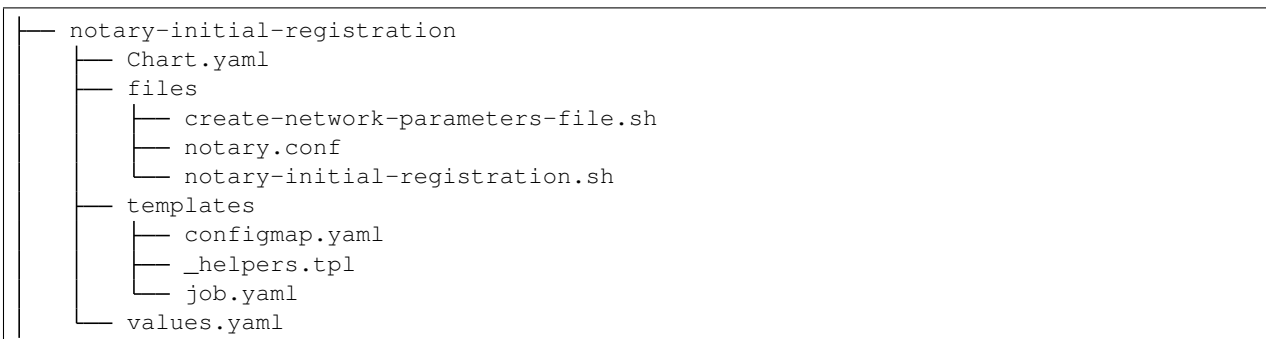 ├── notary-initial-registration
│   ├── Chart.yaml
│   ├── files
│   │   ├── create-network-parameters-file.sh
│   │   ├── notary.conf
│   │   └── notary-initial-registration.sh
│   ├── templates
│   │   ├── configmap.yaml
│   │   ├── _helpers.tpl
│   │   └── job.yaml
│   └── values.yaml